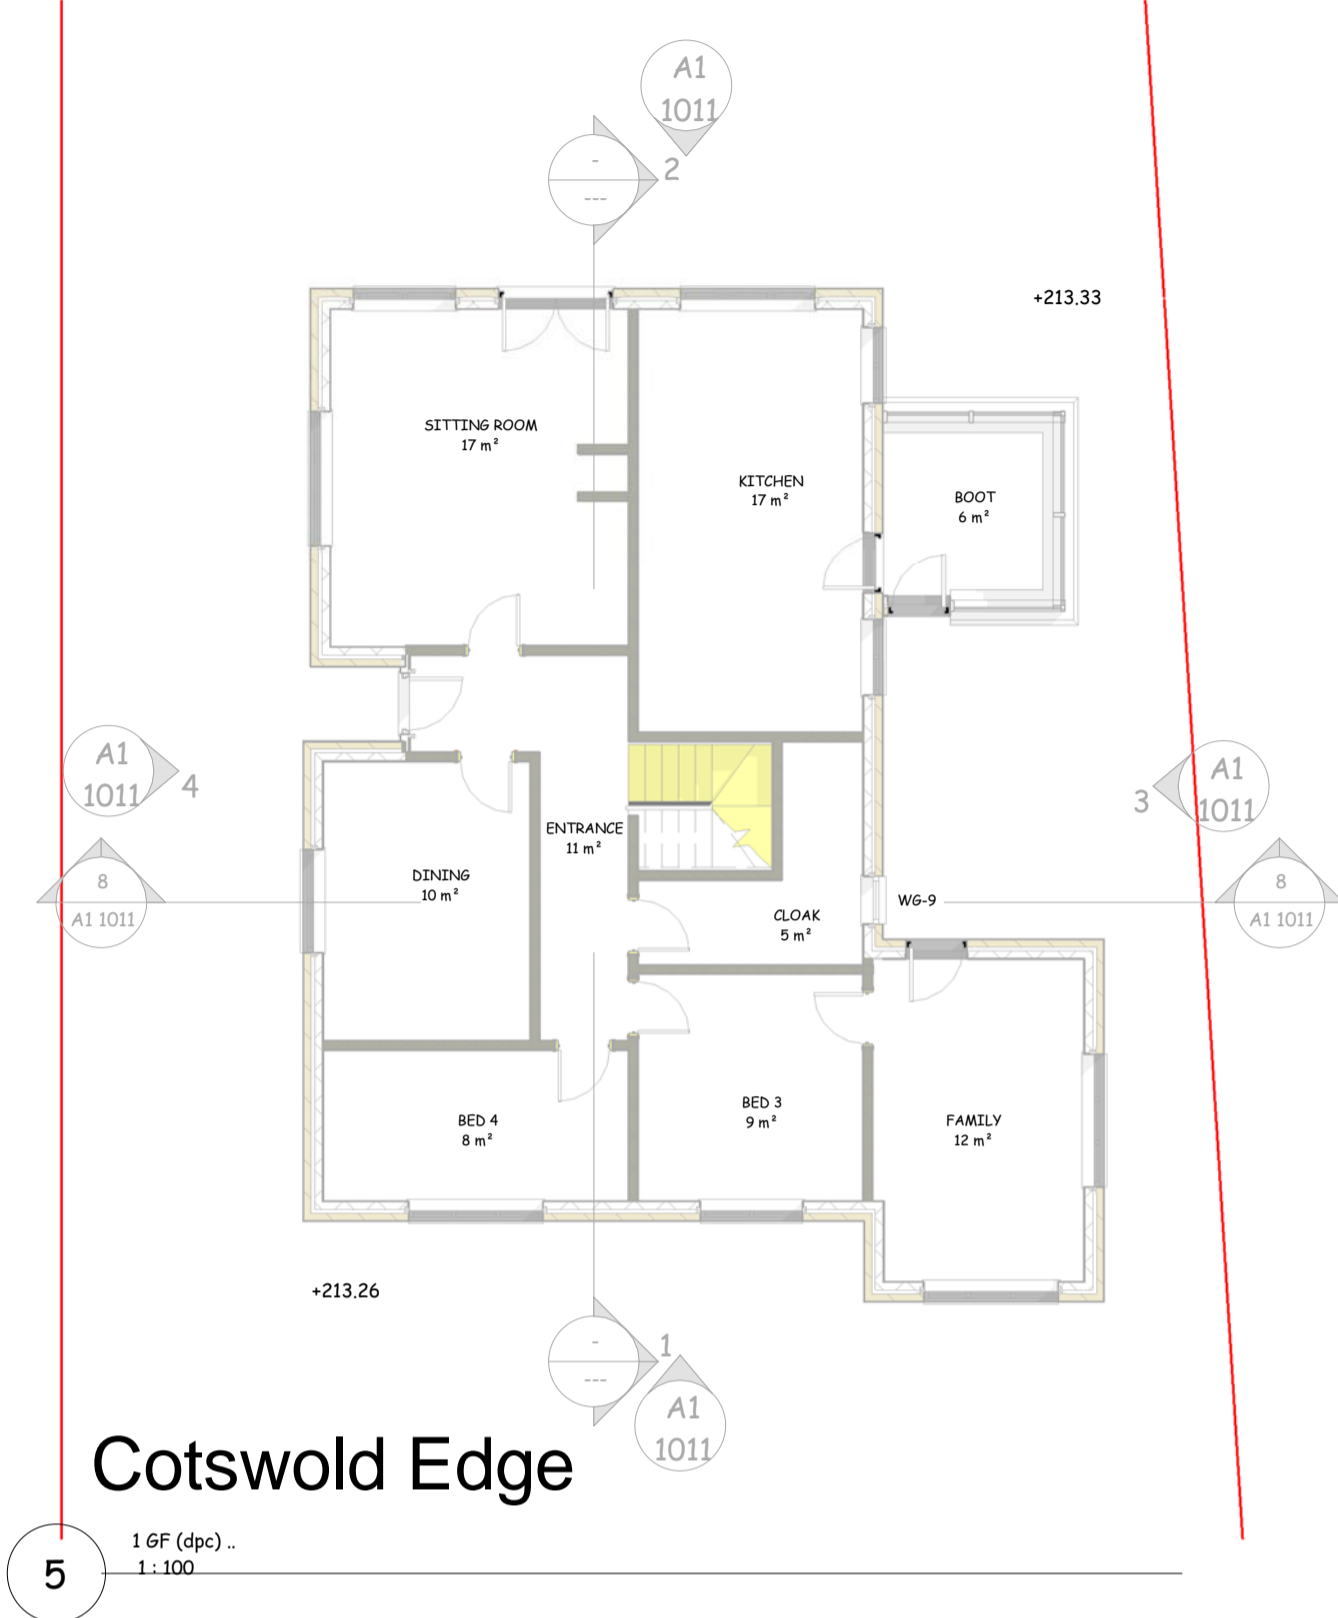 A1
1011
-
---
2
+213.33
SITTING ROOM
17 m²
KITCHEN
17 m²
BOOT
6 m²
A1
1011
4
3
A1
1011
ENTRANCE
11 m²
DINING
10 m²
8
A1 1011
WG-9
8
A1 1011
CLOAK
5 m²
BED 3
9 m²
BED 4
8 m²
FAMILY
12 m²
+213.26
-
---
1
A1
1011
Cotswold Edge
1 GF (dpc) ..
1 : 100
5